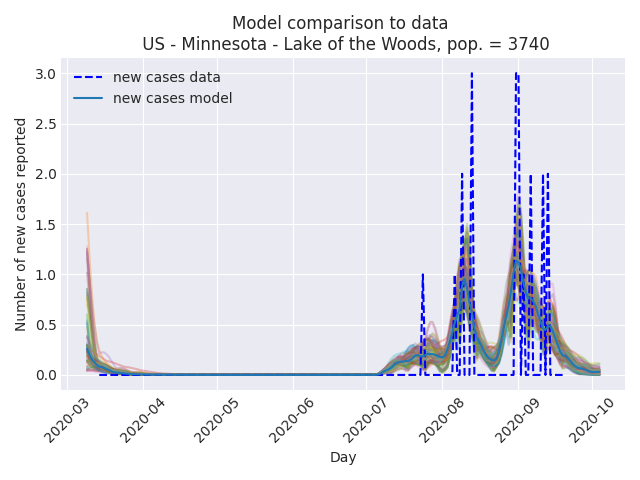 Model comparison to data
US - Minnesota - Lake of the Woods, pop. = 3740
new cases data
new cases model
Number of new cases reported
3.0
2.5
2.0
1.5
1.0
0.5
0.0
2020-03
2020-04
2020-05
2020-06
2020-07
2020-08
2020-09
2020-10
Day